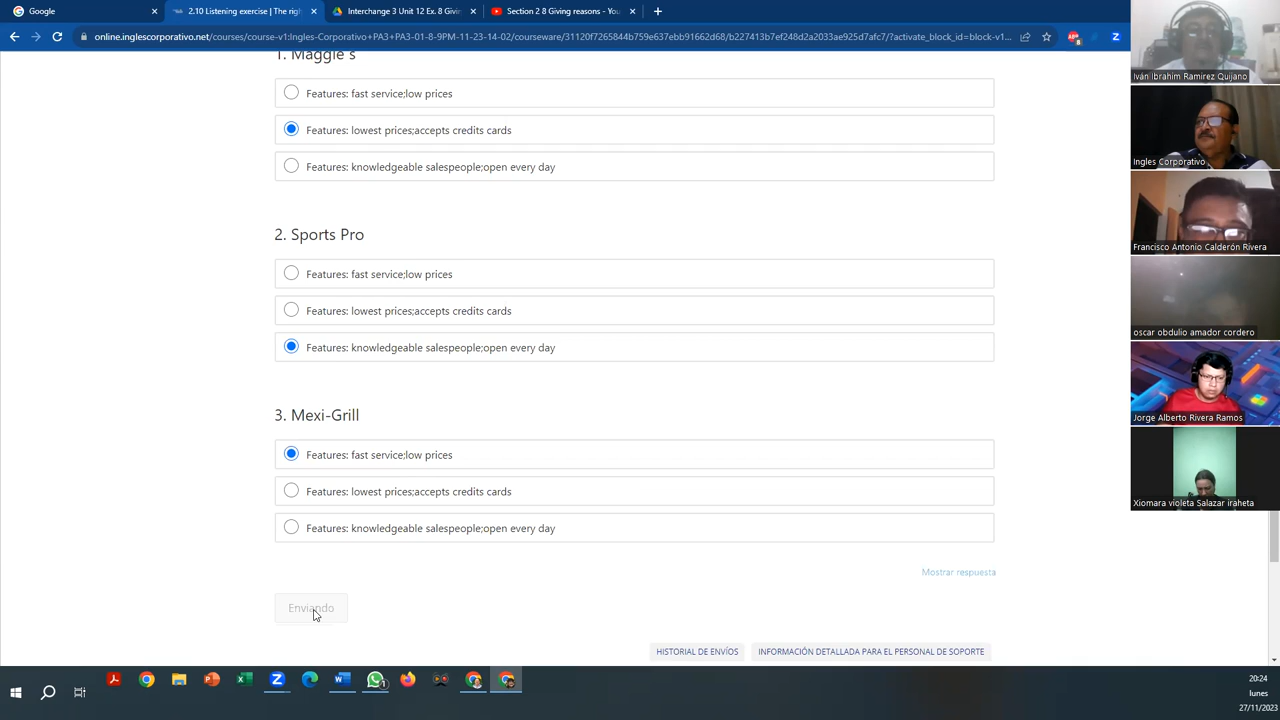 Google
2.10 Listening exercise | The righ
Interchange 3 Unit 12 Ex. 8 Givin
Section 2 8 Giving reasons - You
online.inglescorporativo.net/courses/course-v1:Ingles-Corporativo+PA3+PA3-01-8-9PM-11-23-14-02/courseware/31120f7265844b759e637ebb91662d68/b227413b7ef248d2a2033ae925d7afc7/?activate_block_id=block-v1...
1. Maggie's
Features: fast service;low prices
Features: lowest prices;accepts credits cards
Features: knowledgeable salespeople;open every day
2. Sports Pro
Features: fast service;low prices
Features: lowest prices;accepts credits cards
Features: knowledgeable salespeople;open every day
3. Mexi-Grill
Features: fast service;low prices
Features: lowest prices;accepts credits cards
Features: knowledgeable salespeople;open every day
Mostrar respuesta
Enviando
HISTORIAL DE ENVÍOS
INFORMACIÓN DETALLADA PARA EL PERSONAL DE SOPORTE
Iván Ibrahim Ramirez Quijano
Ingles Corporativo
Francisco Antonio Calderón Rivera
oscar obdulio amador cordero
Jorge Alberto Rivera Ramos
Xiomara violeta Salazar iraheta
20:24
lunes
27/11/2023